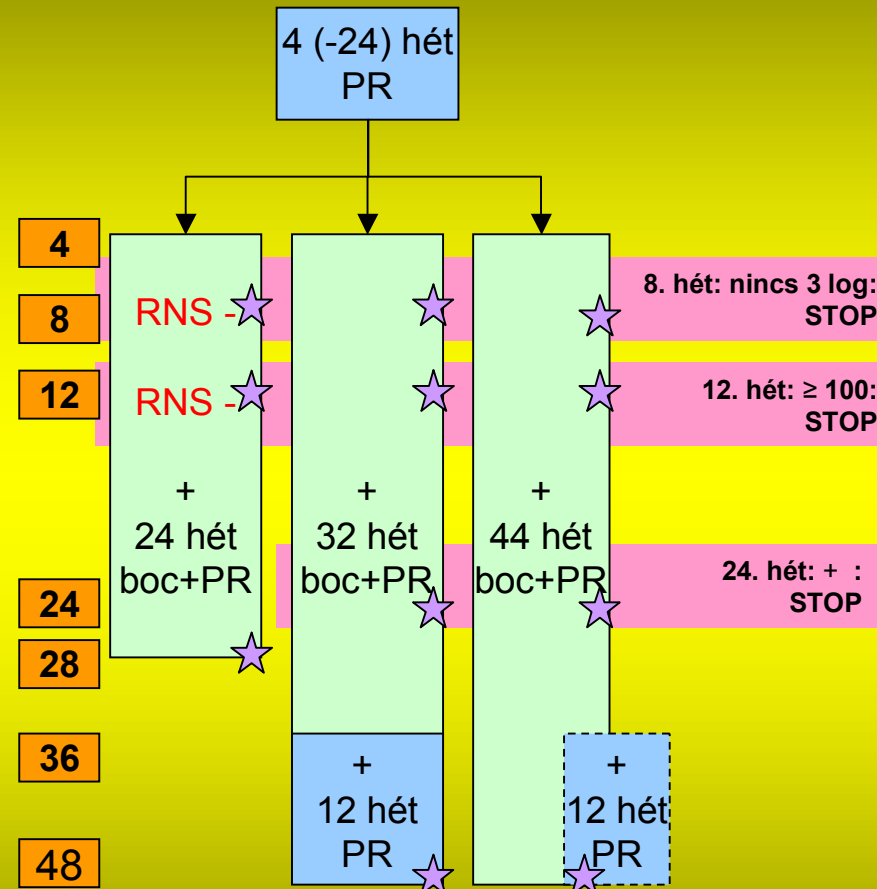 4 (-24) hét
PR
4
8
RNS -
8. hét: nincs 3 log:
STOP
12
RNS -
12. hét: ≥ 100:
STOP
+
24 hét
boc+PR
+
32 hét
boc+PR
+
44 hét
boc+PR
24
24. hét: + :
STOP
28
36
+
12 hét
PR
+
12 hét
PR
48